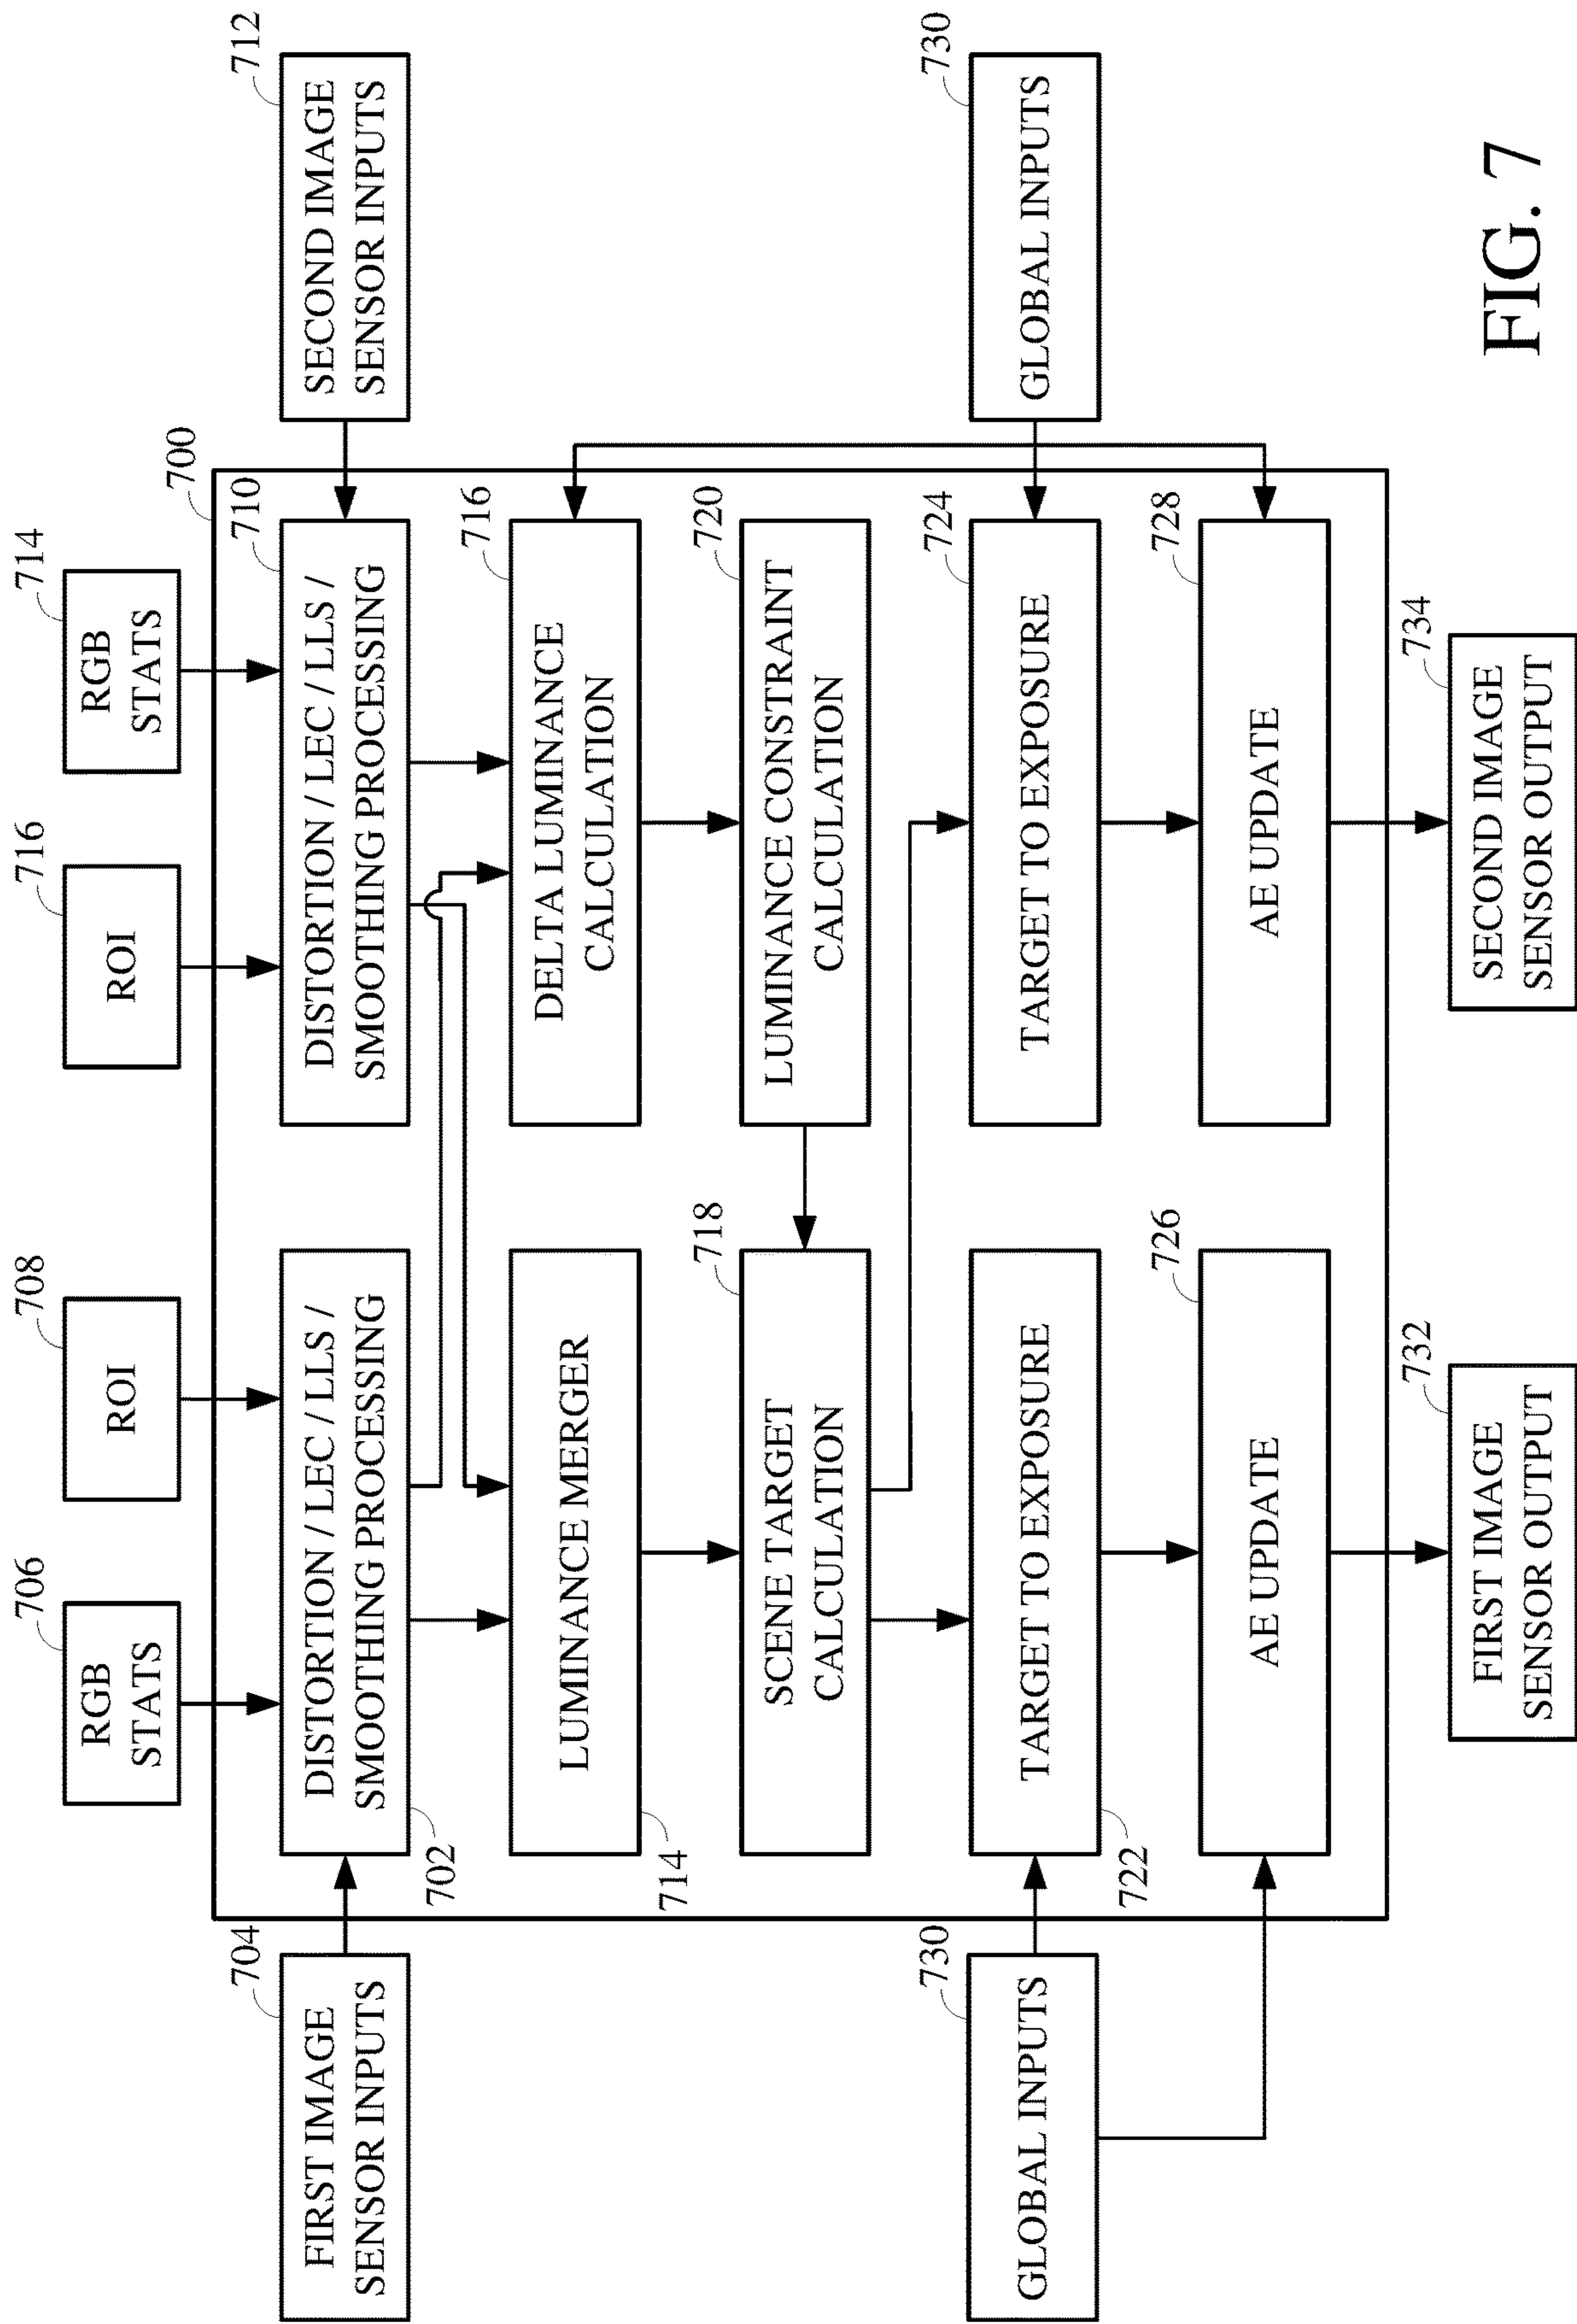 706
RGB
STATS
708
ROI
716
ROI
714
RGB
STATS
700
704
FIRST IMAGE
SENSOR INPUTS
DISTORTION / LEC / LLS /
SMOOTHING PROCESSING
702
710
DISTORTION / LEC / LLS /
SMOOTHING PROCESSING
712
SECOND IMAGE
SENSOR INPUTS
LUMINANCE MERGER
714
716
DELTA LUMINANCE
CALCULATION
718
SCENE TARGET
CALCULATION
720
LUMINANCE CONSTRAINT
CALCULATION
730
GLOBAL INPUTS
TARGET TO EXPOSURE
722
724
TARGET TO EXPOSURE
730
GLOBAL INPUTS
726
AE UPDATE
728
AE UPDATE
732
FIRST IMAGE
SENSOR OUTPUT
734
SECOND IMAGE
SENSOR OUTPUT
FIG. 7